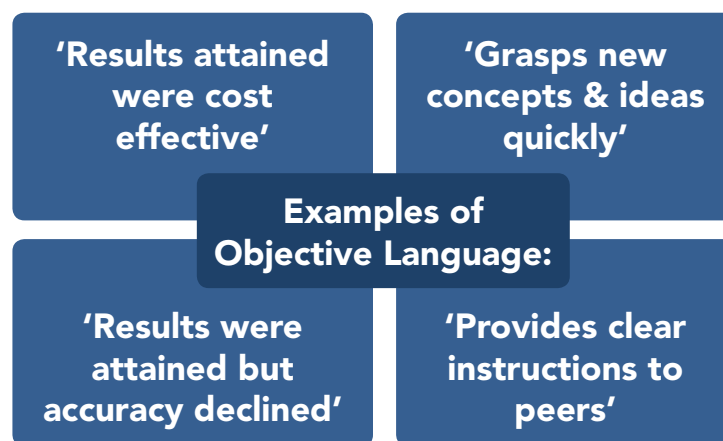 ‘Results attained
were cost
effective’
‘Grasps new
concepts & ideas
quickly’
Examples of
Objective Language:
‘Results were
attained but
accuracy declined’
‘Provides clear
instructions to
peers’